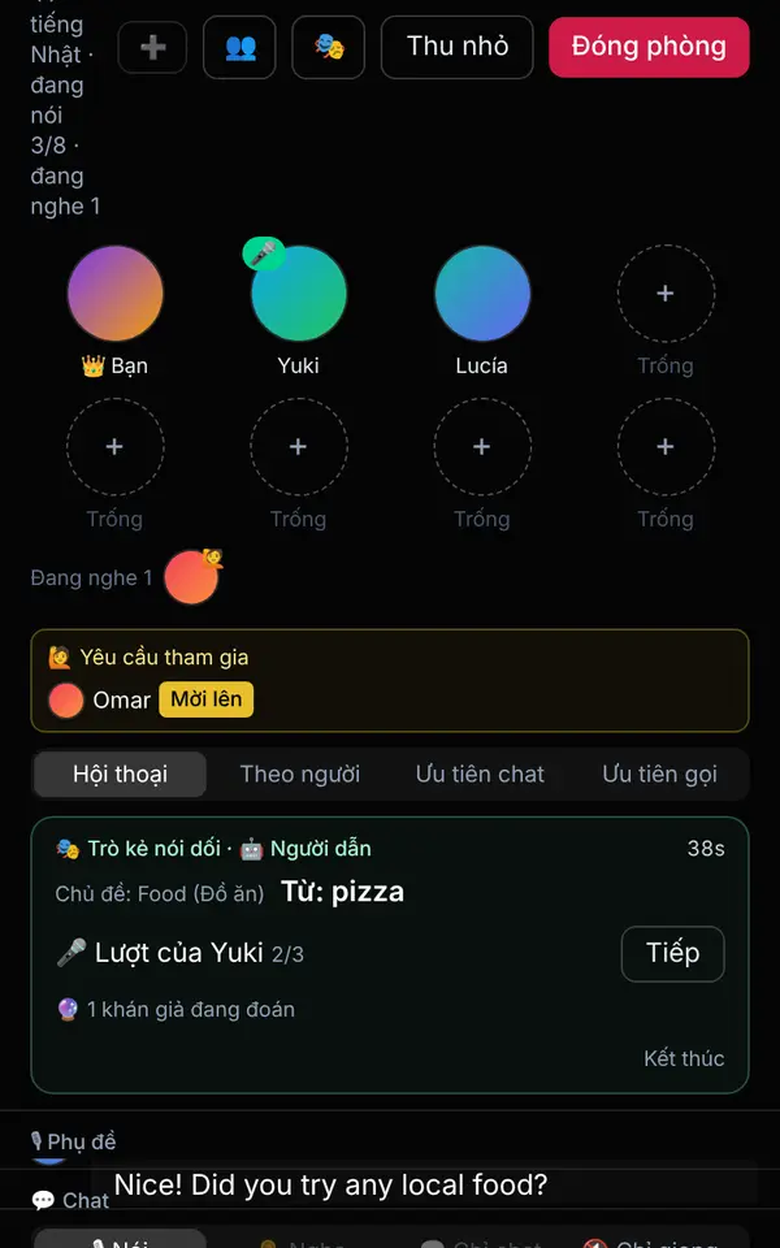 tiếng
Nhật ·
đang
nói
3/8 ·
đang
nghe 1
Thu nhỏ
Đóng phòng
Bạn
Yuki
Lucía
Trống
Trống
Trống
Trống
Trống
Đang nghe 1
Yêu cầu tham gia
Omar Mời lên
Hội thoại
Theo người
Ưu tiên chat
Ưu tiên gọi
Trò kẻ nói dối · Người dẫn
38s
Chủ đề: Food (Đồ ăn) Từ: pizza
Lượt của Yuki 2/3
Tiếp
1 khán giả đang đoán
Kết thúc
Phụ đề
Nice! Did you try any local food?
Chat
Nói
Nghe
Chỉ chat